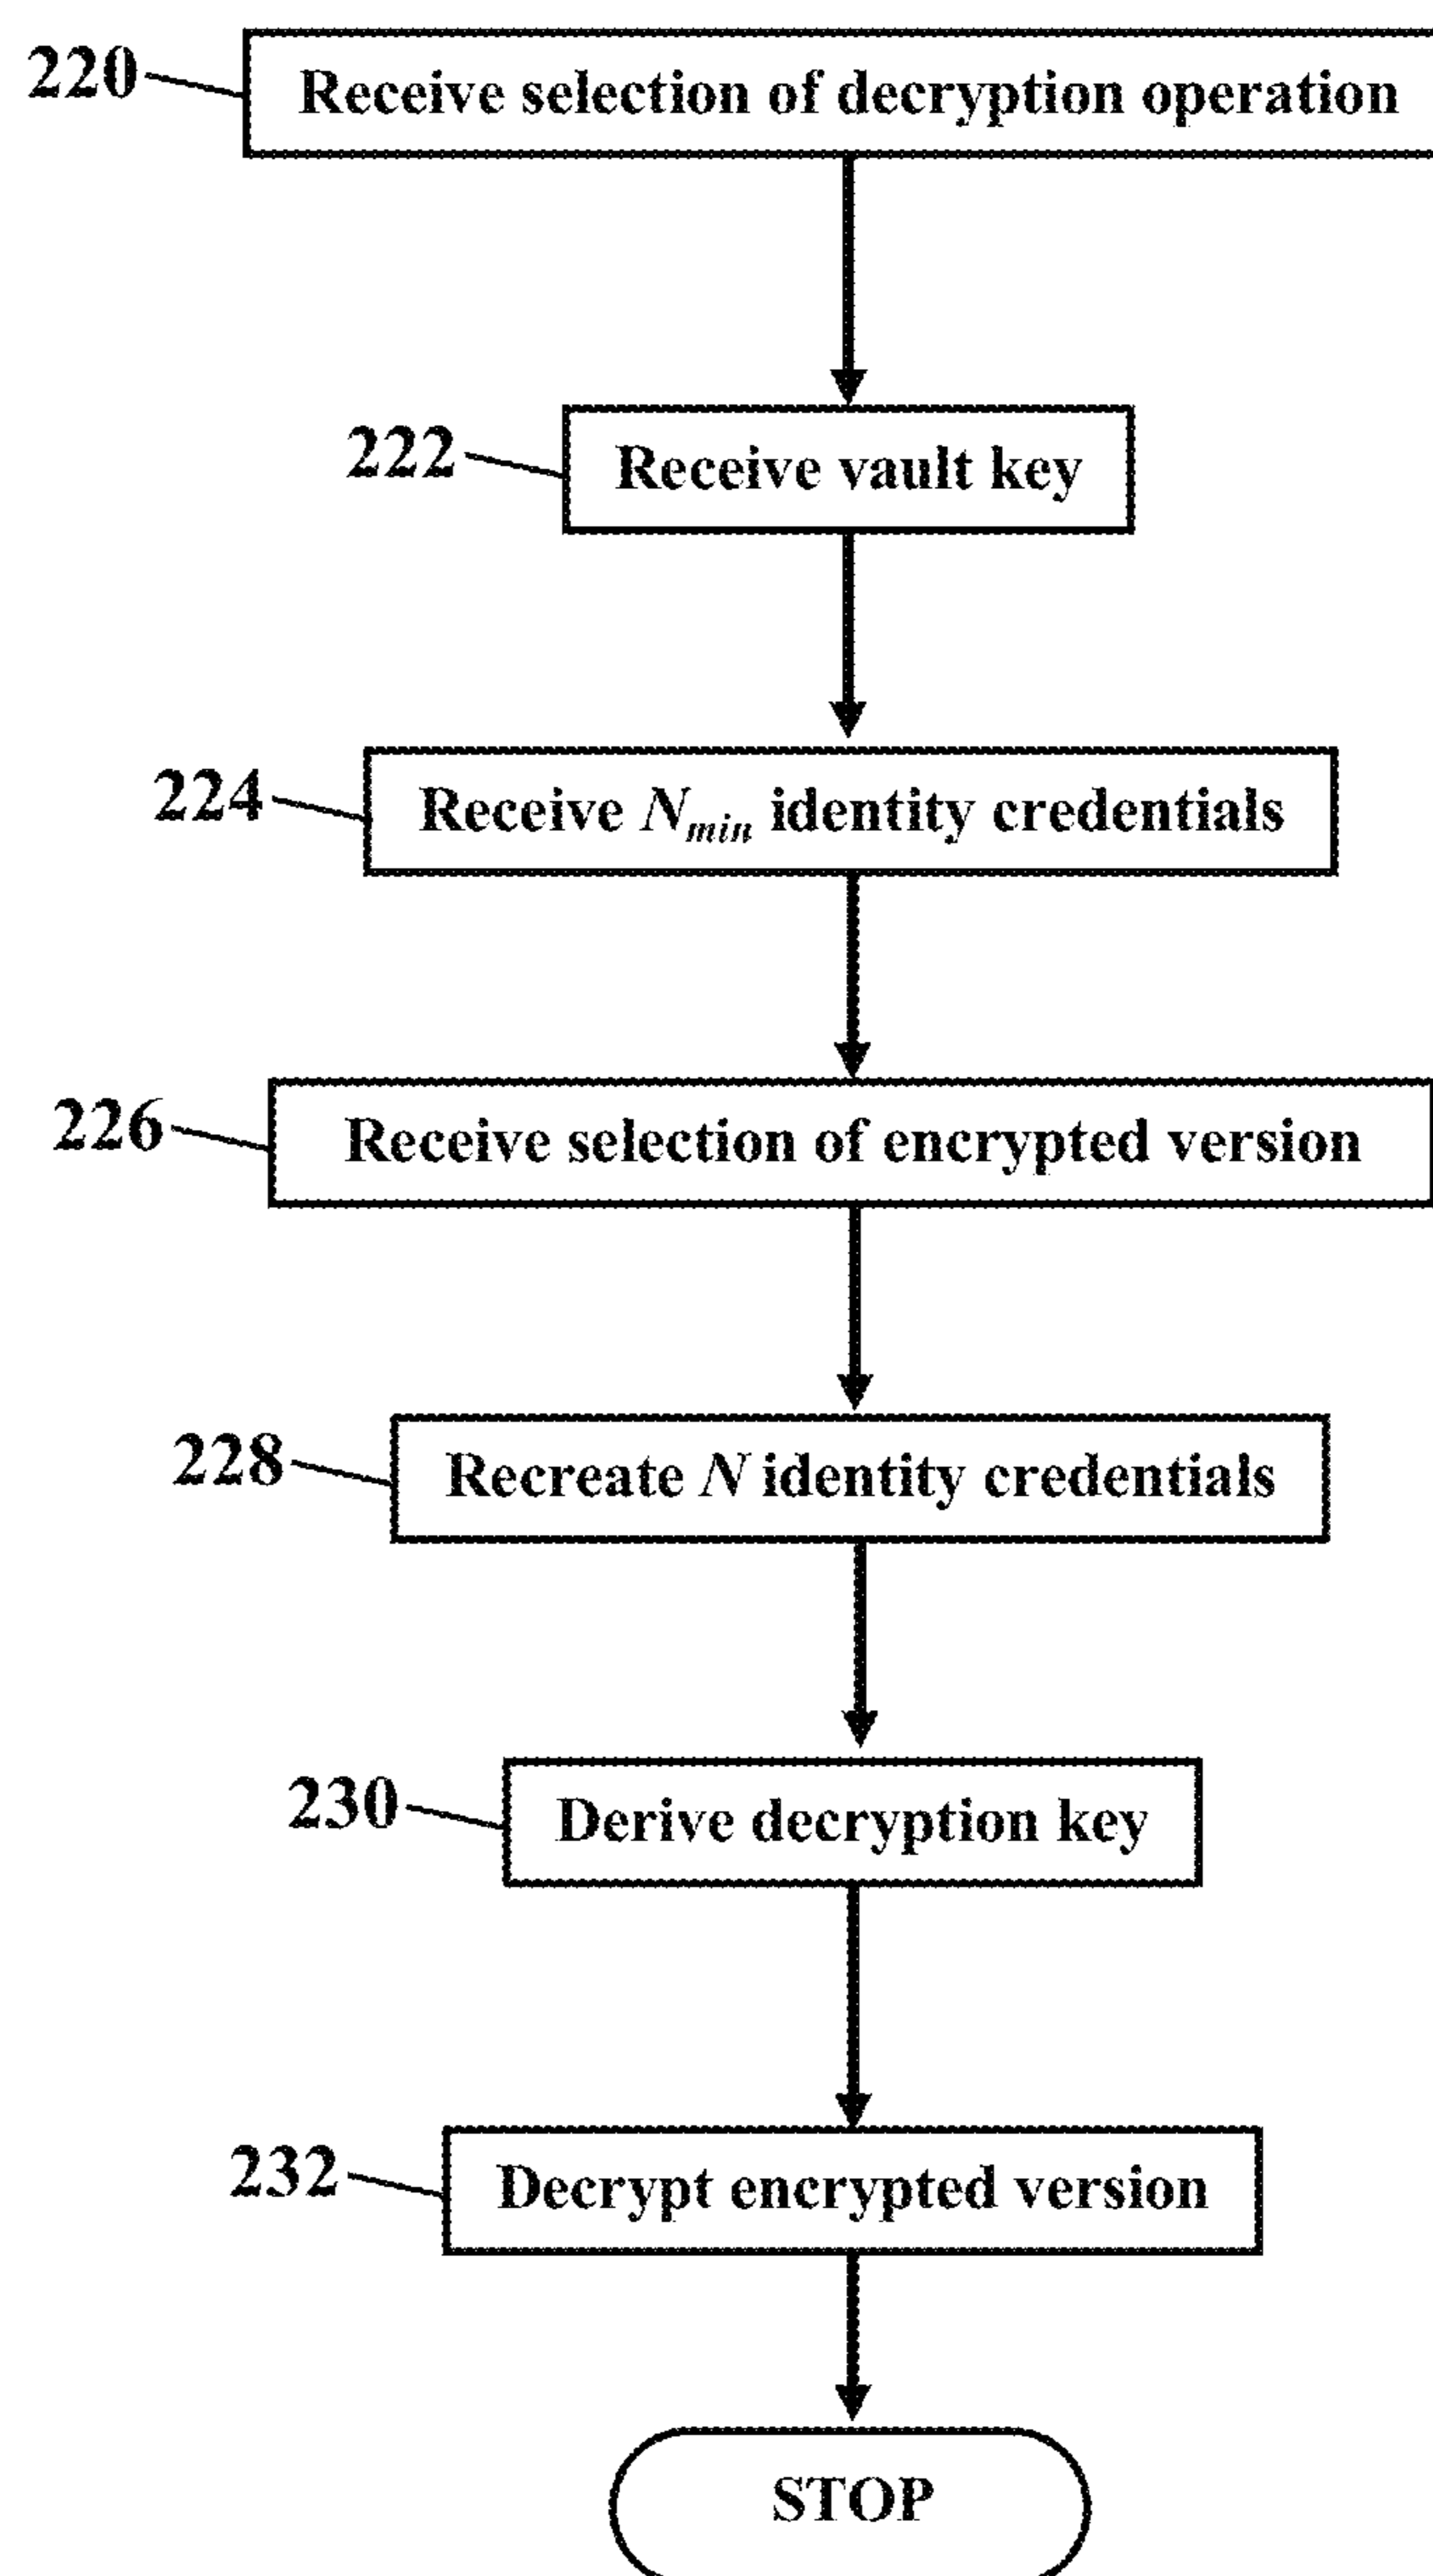 220 Receive selection of decryption operation
222 Receive vault key
224 Receive Nmin identity credentials
226 Receive selection of encrypted version
228 Recreate N identity credentials
230 Derive decryption key
232 Decrypt encrypted version
STOP